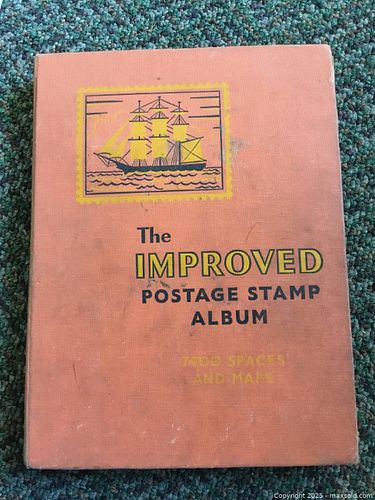 The
IMPROVED
POSTAGE STAMP
ALBUM
7400 SPACES
AND MAPS
Copyright 2025 - maxsold.com